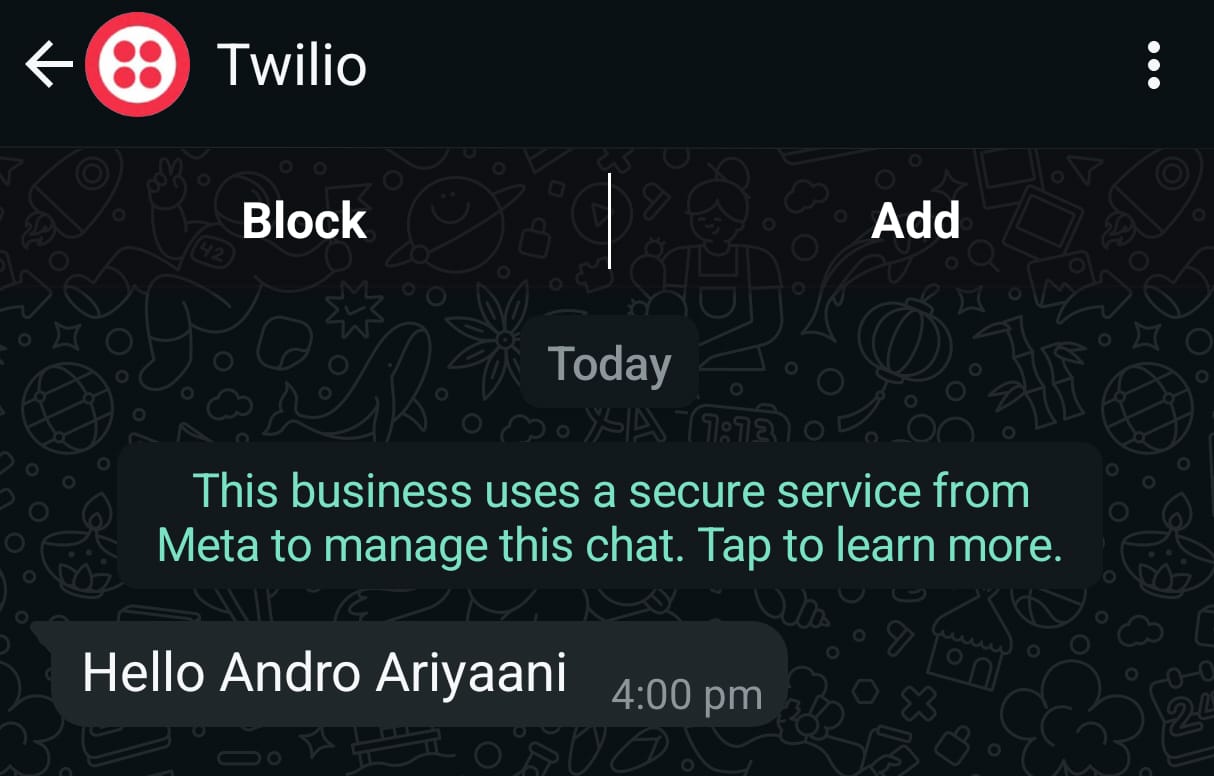 Twilio
Block
Add
Today
This business uses a secure service from
Meta to manage this chat. Tap to learn more.
Hello Andro Ariyaani
4:00 pm